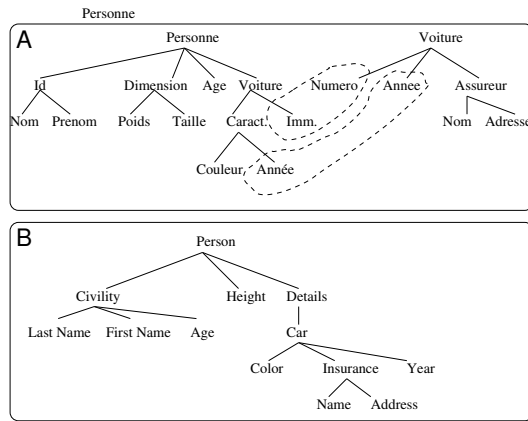 Personne
A
Personne Voiture
Id Dimension Age Voiture Numero Annee Assureur
Nom Prenom Poids Taille Caract. Imm. Nom Adresse
Couleur Année
B
Person
Civility Height Details
Last Name First Name Age Car
Color Insurance Year
Name Address